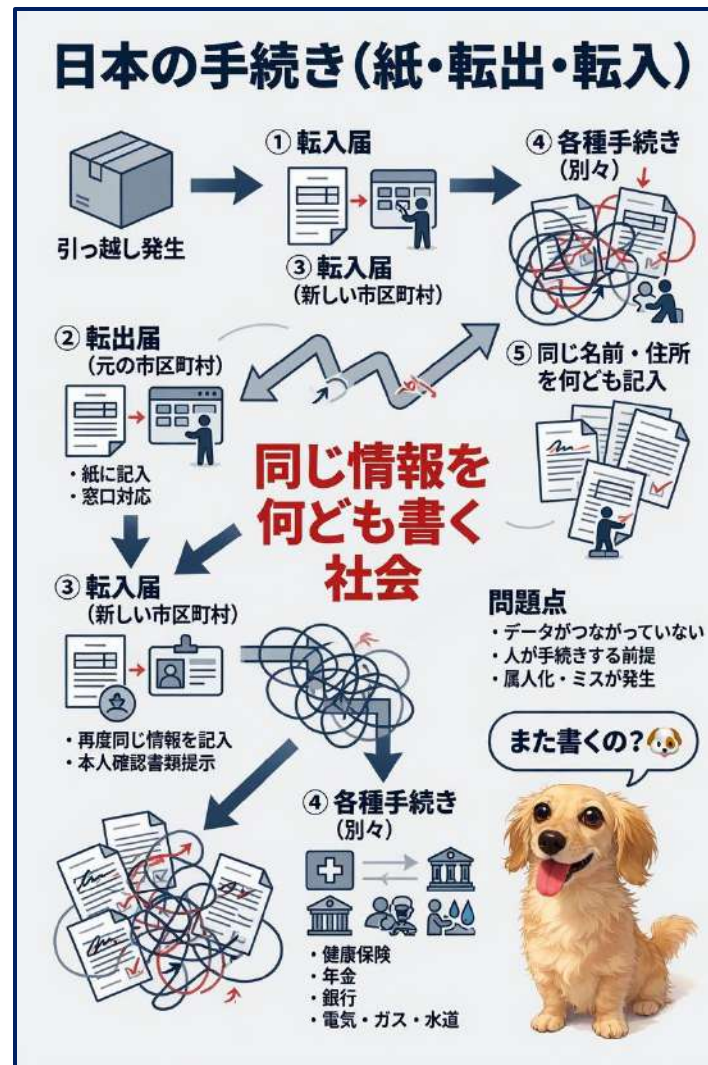 日本の手続き（紙・転出・転入）
引っ越し発生
① 転入届
③ 転入届
（新しい市区町村）
④ 各種手続き
（別々）
② 転出届
（元の市区町村）
・紙に記入
・窓口対応
⑤ 同じ名前・住所
を何ども記入
同じ情報を
何ども書く
社会
③ 転入届
（新しい市区町村）
・再度同じ情報を記入
・本人確認書類提示
問題点
・データがつながっていない
・人が手続きする前提
・属人化・ミスが発生
また書くの？🐶
④ 各種手続き
（別々）
・健康保険
・年金
・銀行
・電気・ガス・水道